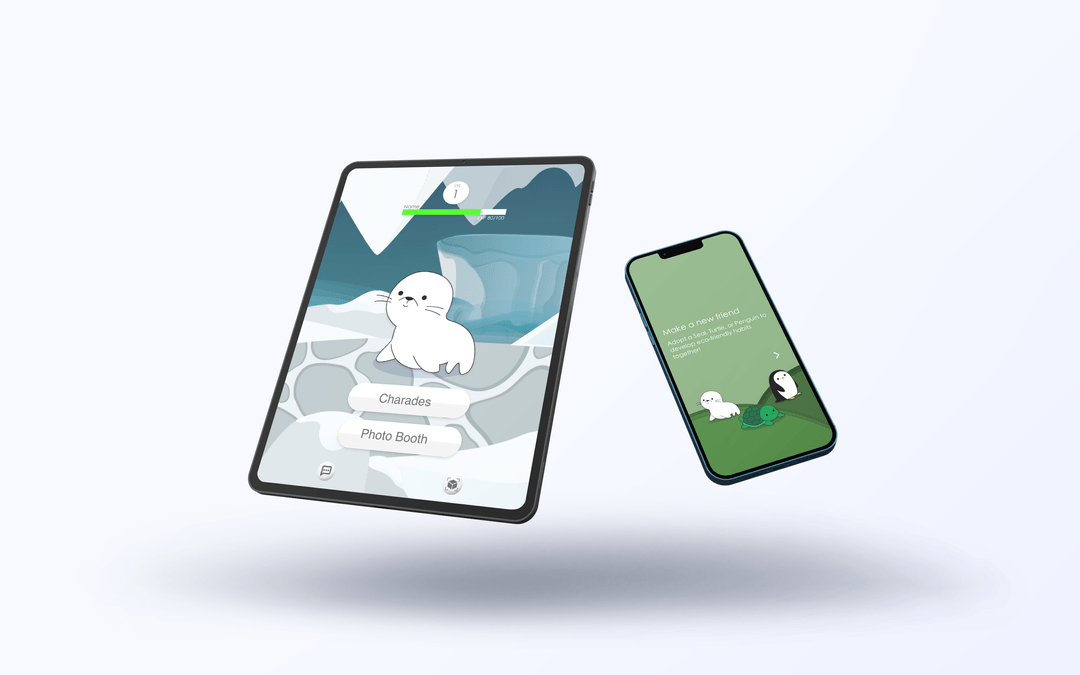 LVL
1
Name
EXP 80/100
Charades
Photo Booth
Make a new friend
Adopt a Seal, Turtle, or Penguin to
develop eco-friendly habits
together!